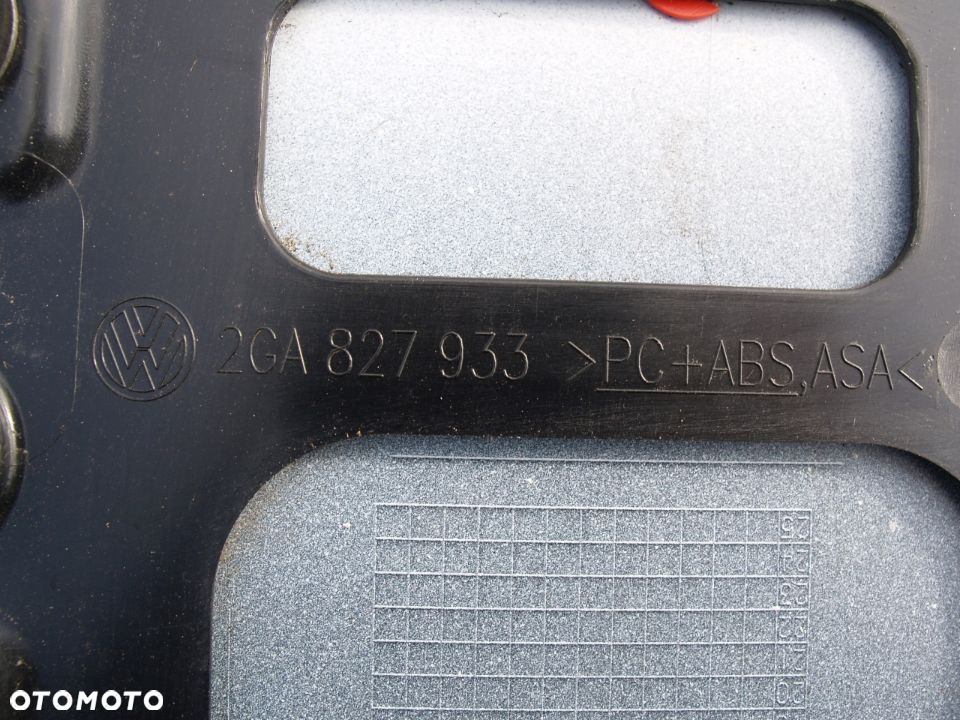 2GA 827 933 >PC+ABS,ASA<
OTOMOTO